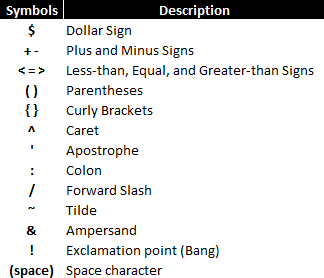 Symbols Description
$ Dollar Sign
+ - Plus and Minus Signs
< = > Less-than, Equal, and Greater-than Signs
( ) Parentheses
{ } Curly Brackets
^ Caret
' Apostrophe
: Colon
/ Forward Slash
~ Tilde
& Ampersand
! Exclamation point (Bang)
(space) Space character